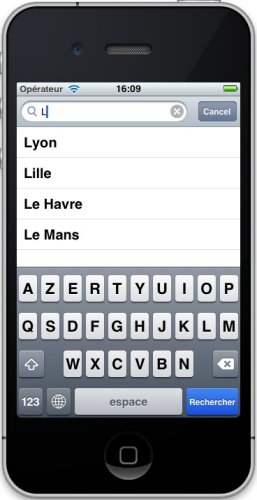 Opérateur 16:09
L Cancel
Lyon
Lille
Le Havre
Le Mans
A Z E R T Y U I O P
Q S D F G H J K L M
W X C V B N
123 espace Rechercher